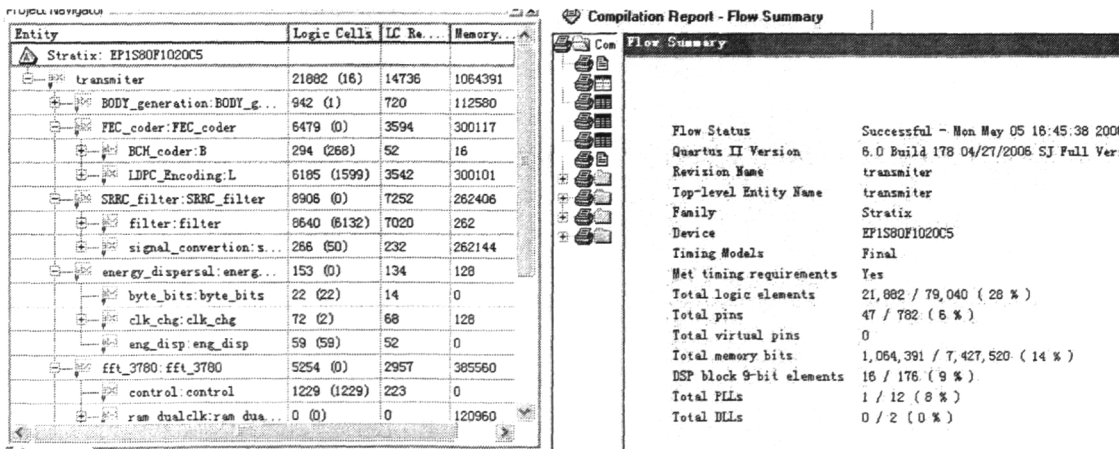 Project Navigator
Entity Logic Cells LC Re.... Memory...
Stratix: EP1S80F1020C5
transmiter 21882 (16) 14736 1064391
BODY_generation:BODY_g... 942 (1) 720 112580
FEC_coder:FEC_coder 6479 (0) 3594 300117
BCH_coder:B 294 (268) 52 16
LDPC_Encoding:L 6185 (1599) 3542 300101
SRRC_filter:SRRC_filter 8906 (0) 7252 262406
filter:filter 8640 (6132) 7020 262
signal_convertion:s... 266 (50) 232 262144
energy_dispersal:energ... 153 (0) 134 128
byte_bits:byte_bits 22 (22) 14 0
clk_chg:clk_chg 72 (2) 68 128
eng_disp:eng_disp 59 (59) 52 0
fft_3780:fft_3780 5254 (0) 2957 385560
control:control 1229 (1229) 223 0
ram_dualclk:ram_dua... 0 (0) 0 120960
Compilation Report - Flow Summary
Com
Flow Summary
Flow Status Successful - Mon May 05 16:45:38 200
Quartus II Version 6.0 Build 178 04/27/2006 SJ Full Ver
Revision Name transmiter
Top-level Entity Name transmiter
Family Stratix
Device EP1S80F1020C5
Timing Models Final
Met timing requirements Yes
Total logic elements 21,882 / 79,040 ( 28 % )
Total pins 47 / 782 ( 6 % )
Total virtual pins 0
Total memory bits 1,064,391 / 7,427,520 ( 14 % )
DSP block 9-bit elements 16 / 176 ( 9 % )
Total PLLs 1 / 12 ( 8 % )
Total DLLs 0 / 2 ( 0 % )